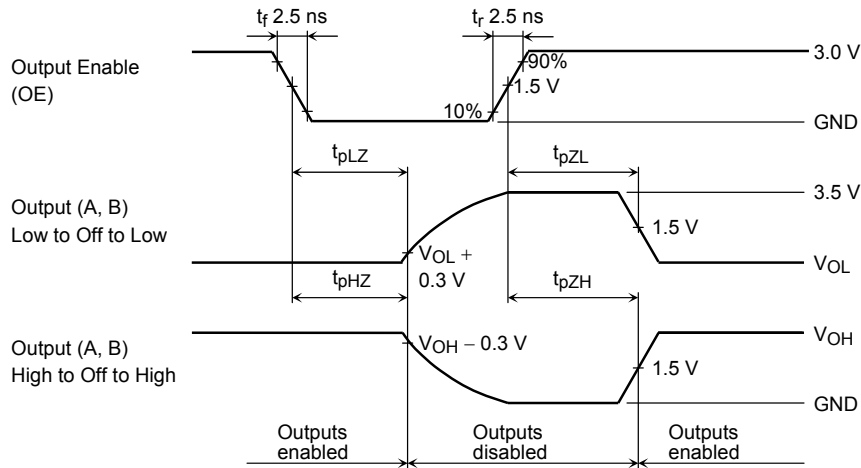 tf 2.5 ns
tr 2.5 ns
Output Enable
(OE)
90%
1.5 V
10%
3.0 V
GND
tpLZ
tpZL
Output (A, B)
Low to Off to Low
3.5 V
1.5 V
VOL +
0.3 V
VOL
tpHZ
tpZH
Output (A, B)
High to Off to High
VOH − 0.3 V
VOH
1.5 V
GND
Outputs
enabled
Outputs
disabled
Outputs
enabled